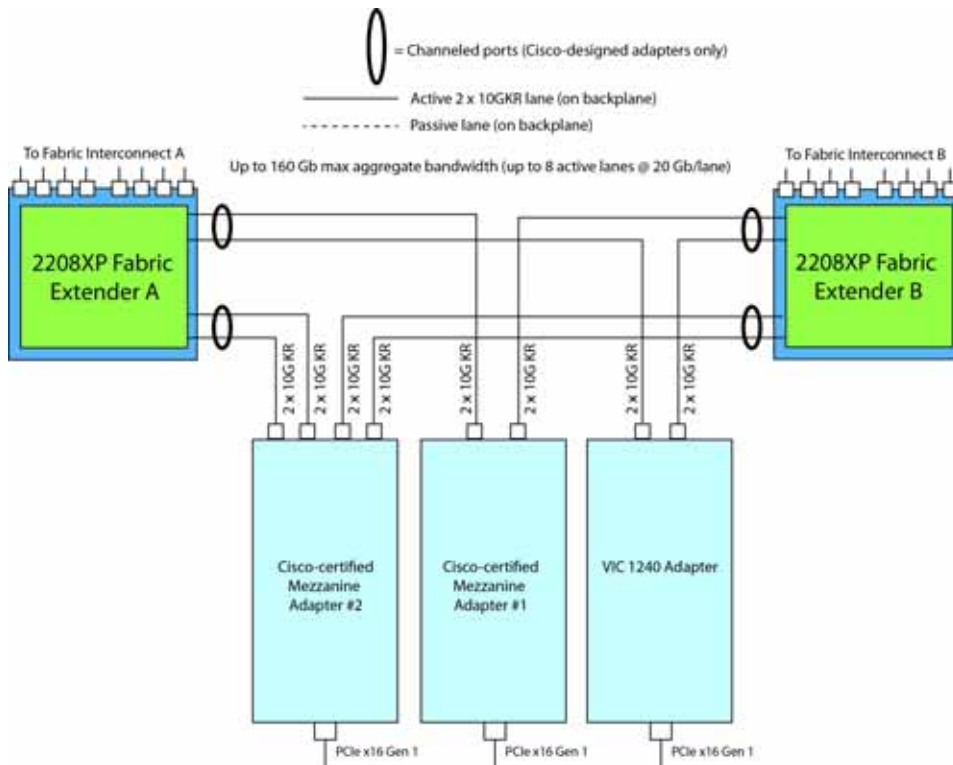 = Channeled ports (Cisco-designed adapters only)
Active 2 x 10GKR lane (on backplane)
Passive lane (on backplane)
To Fabric Interconnect A
Up to 160 Gb max aggregate bandwidth (up to 8 active lanes @ 20 Gb/lane)
To Fabric Interconnect B
2208XP Fabric
Extender A
2208XP Fabric
Extender B
2 x 10G KR
2 x 10G KR
2 x 10G KR
2 x 10G KR
2 x 10G KR
2 x 10G KR
2 x 10G KR
2 x 10G KR
Cisco-certified
Mezzanine
Adapter #2
Cisco-certified
Mezzanine
Adapter #1
VIC 1240 Adapter
PCIe x16 Gen 1
PCIe x16 Gen 1
PCIe x16 Gen 1